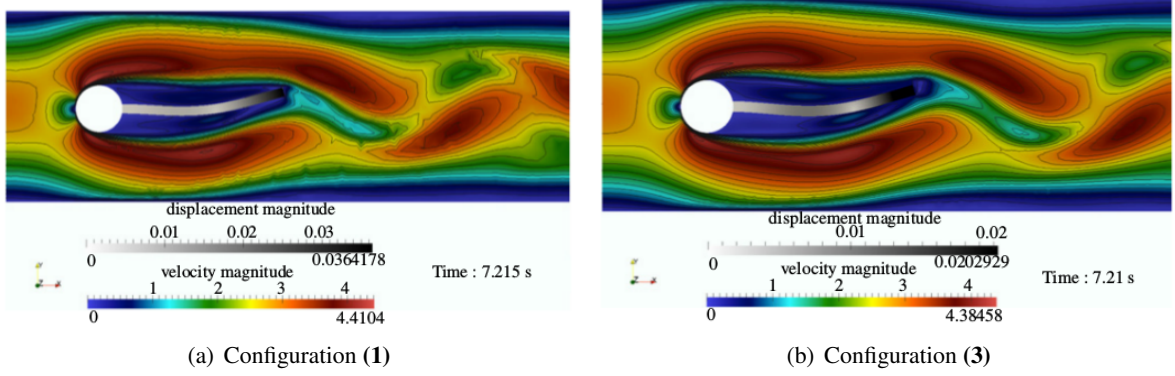 displacement magnitude
0.01 0.02 0.03
0 0.0364178
velocity magnitude
Time : 7.215 s
1 2 3 4
0 4.4104
(a) Configuration (1)
displacement magnitude
0.01 0.02
0 0.0202929
velocity magnitude
Time : 7.21 s
1 2 3 4
0 4.38458
(b) Configuration (3)